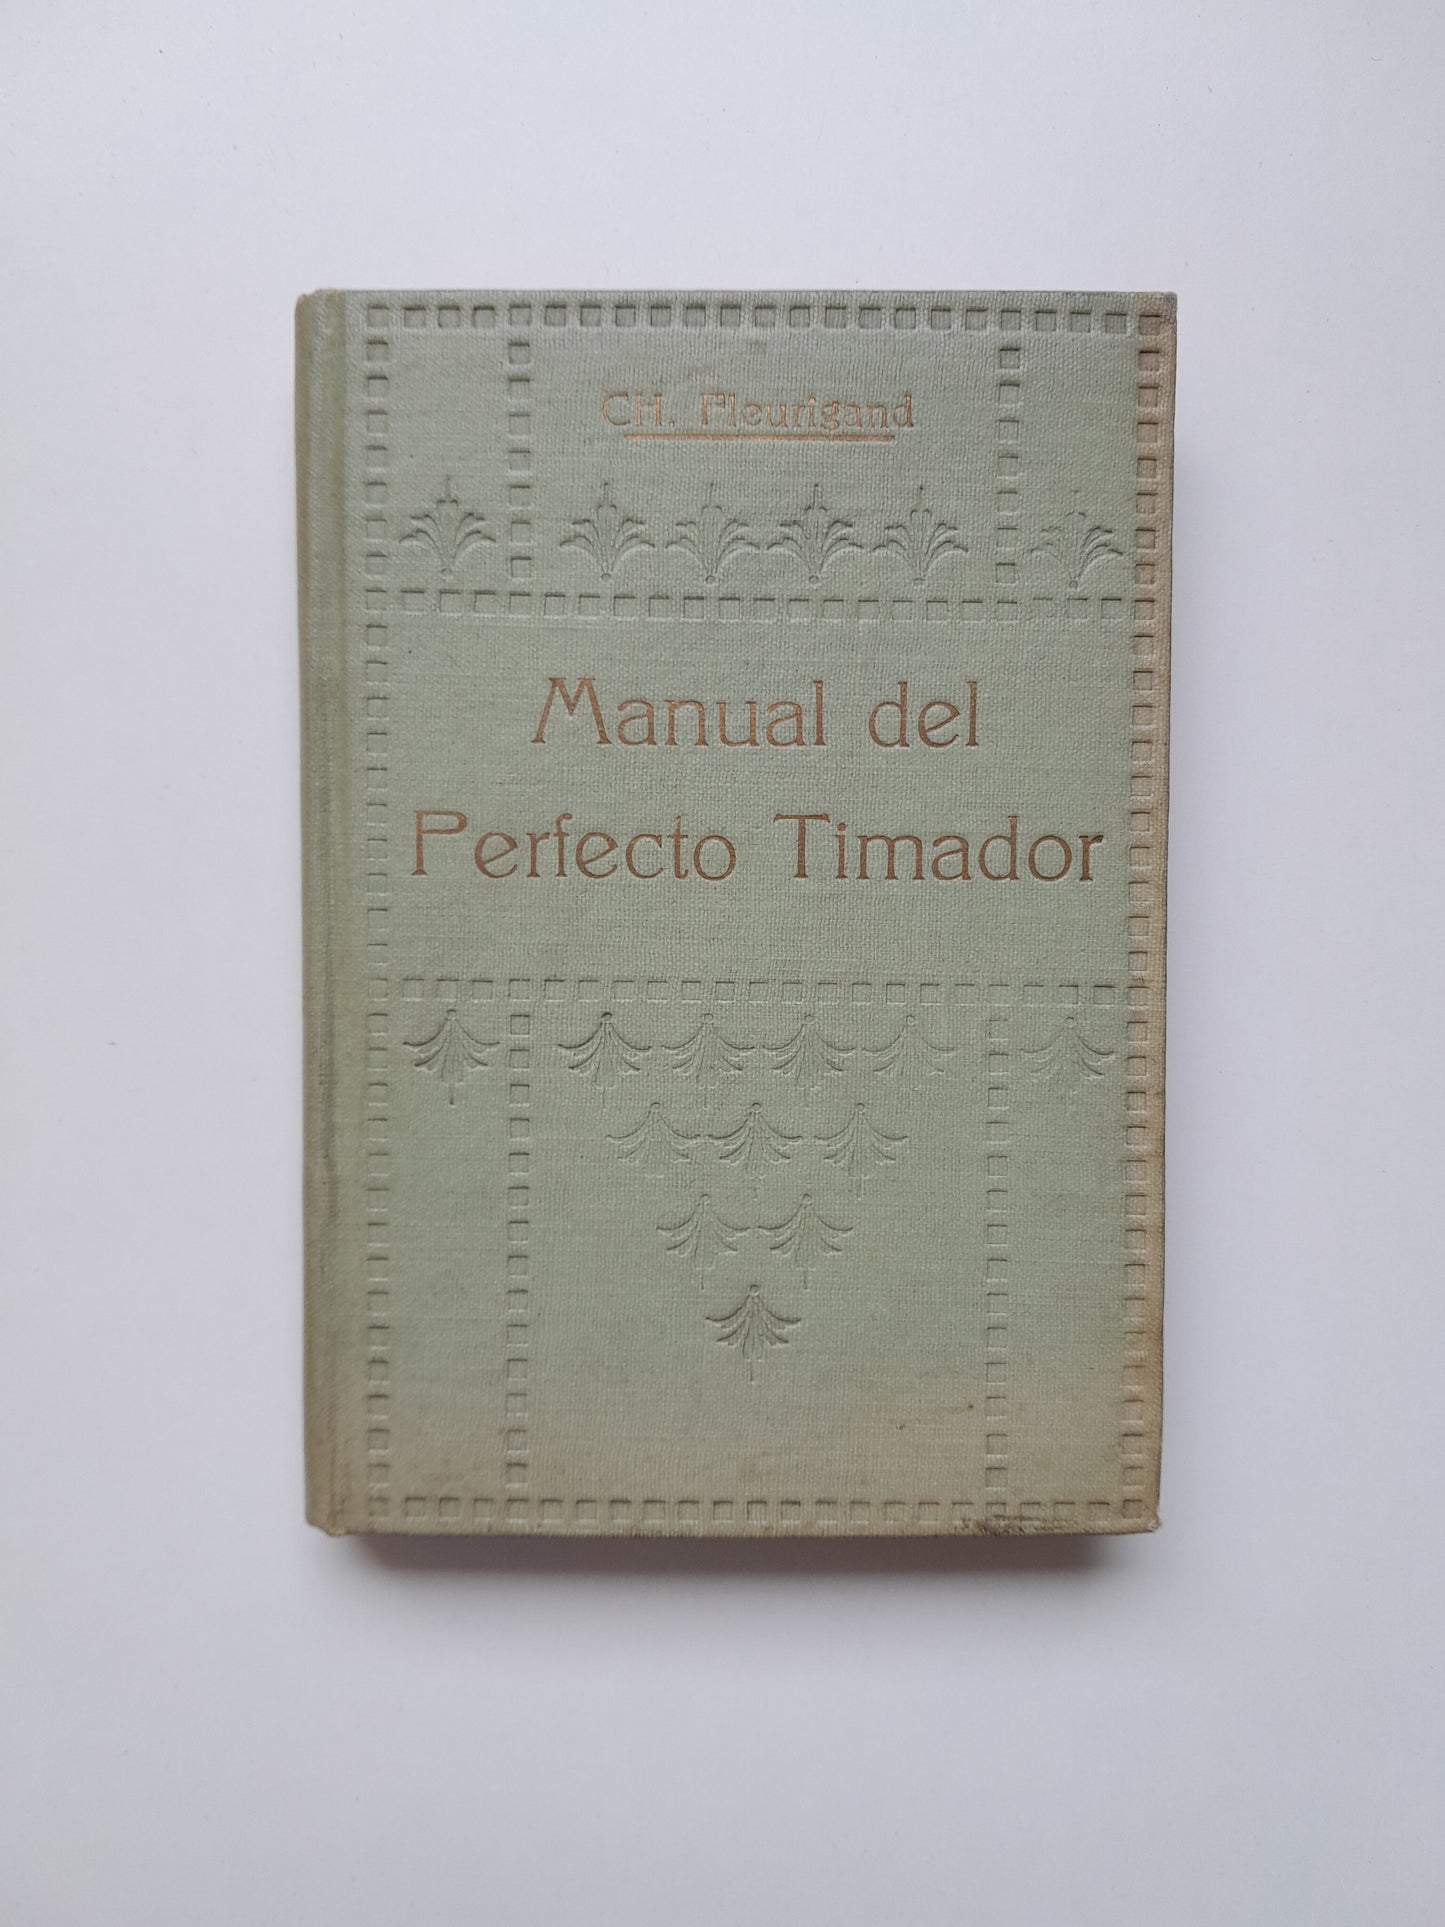 CH. Fleurigand
Manual del
Perfecto Timador